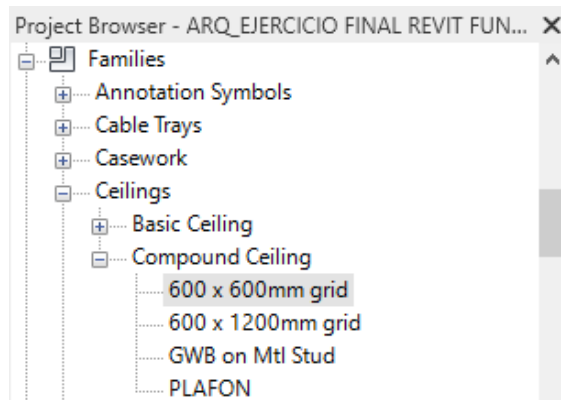 Project Browser - ARQ_EJERCICIO FINAL REVIT FUN...
Families
Annotation Symbols
Cable Trays
Casework
Ceilings
Basic Ceiling
Compound Ceiling
600 x 600mm grid
600 x 1200mm grid
GWB on Mtl Stud
PLAFON